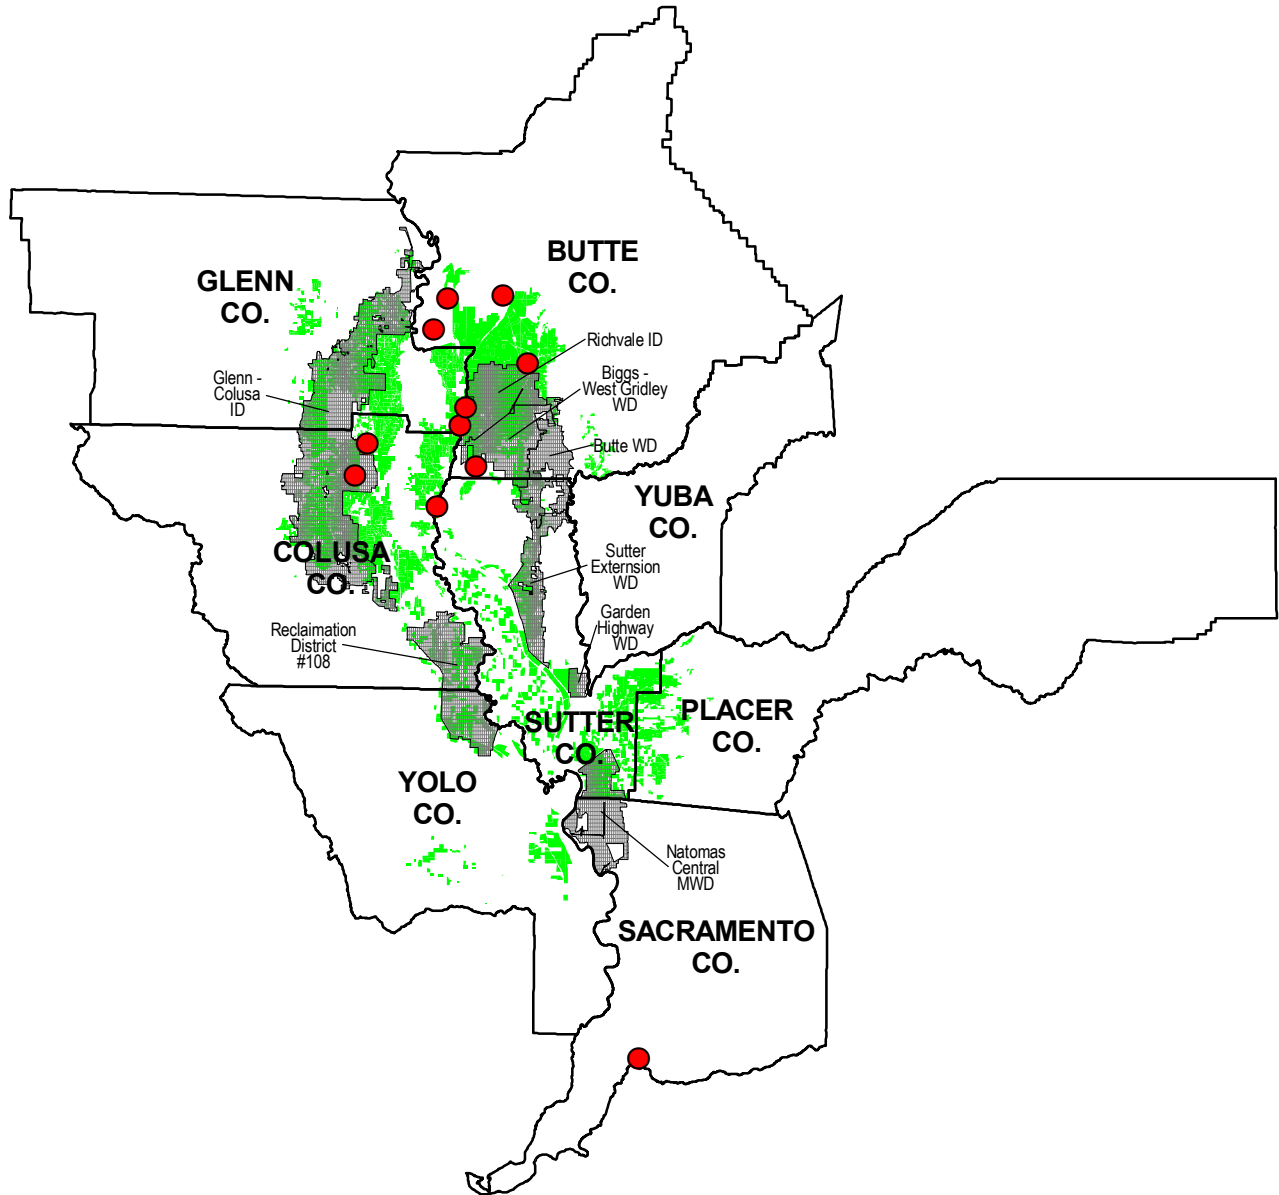 BUTTE
CO.
GLENN
CO.
Richvale ID
Biggs -
West Gridley
WD
Glenn -
Colusa
ID
Butte WD
YUBA
CO.
COLUSA
CO.
Sutter
Externsion
WD
Garden
Highway
WD
Reclaimation
District
#108
SUTTER
CO.
PLACER
CO.
YOLO
CO.
Natomas
Central
MWD
SACRAMENTO
CO.